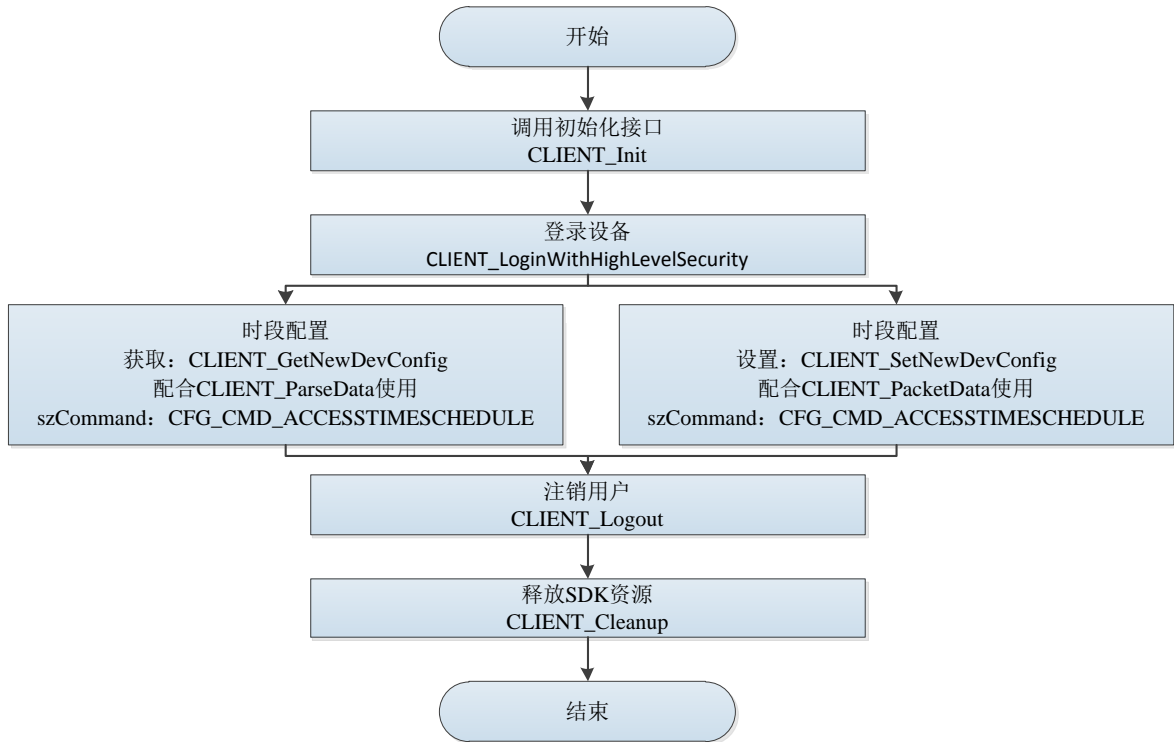 开始
调用初始化接口
CLIENT_Init
登录设备
CLIENT_LoginWithHighLevelSecurity
时段配置
获取：CLIENT_GetNewDevConfig
配合CLIENT_ParseData使用
szCommand：CFG_CMD_ACCESSTIMESCHEDULE
时段配置
设置：CLIENT_SetNewDevConfig
配合CLIENT_PacketData使用
szCommand：CFG_CMD_ACCESSTIMESCHEDULE
注销用户
CLIENT_Logout
释放SDK资源
CLIENT_Cleanup
结束